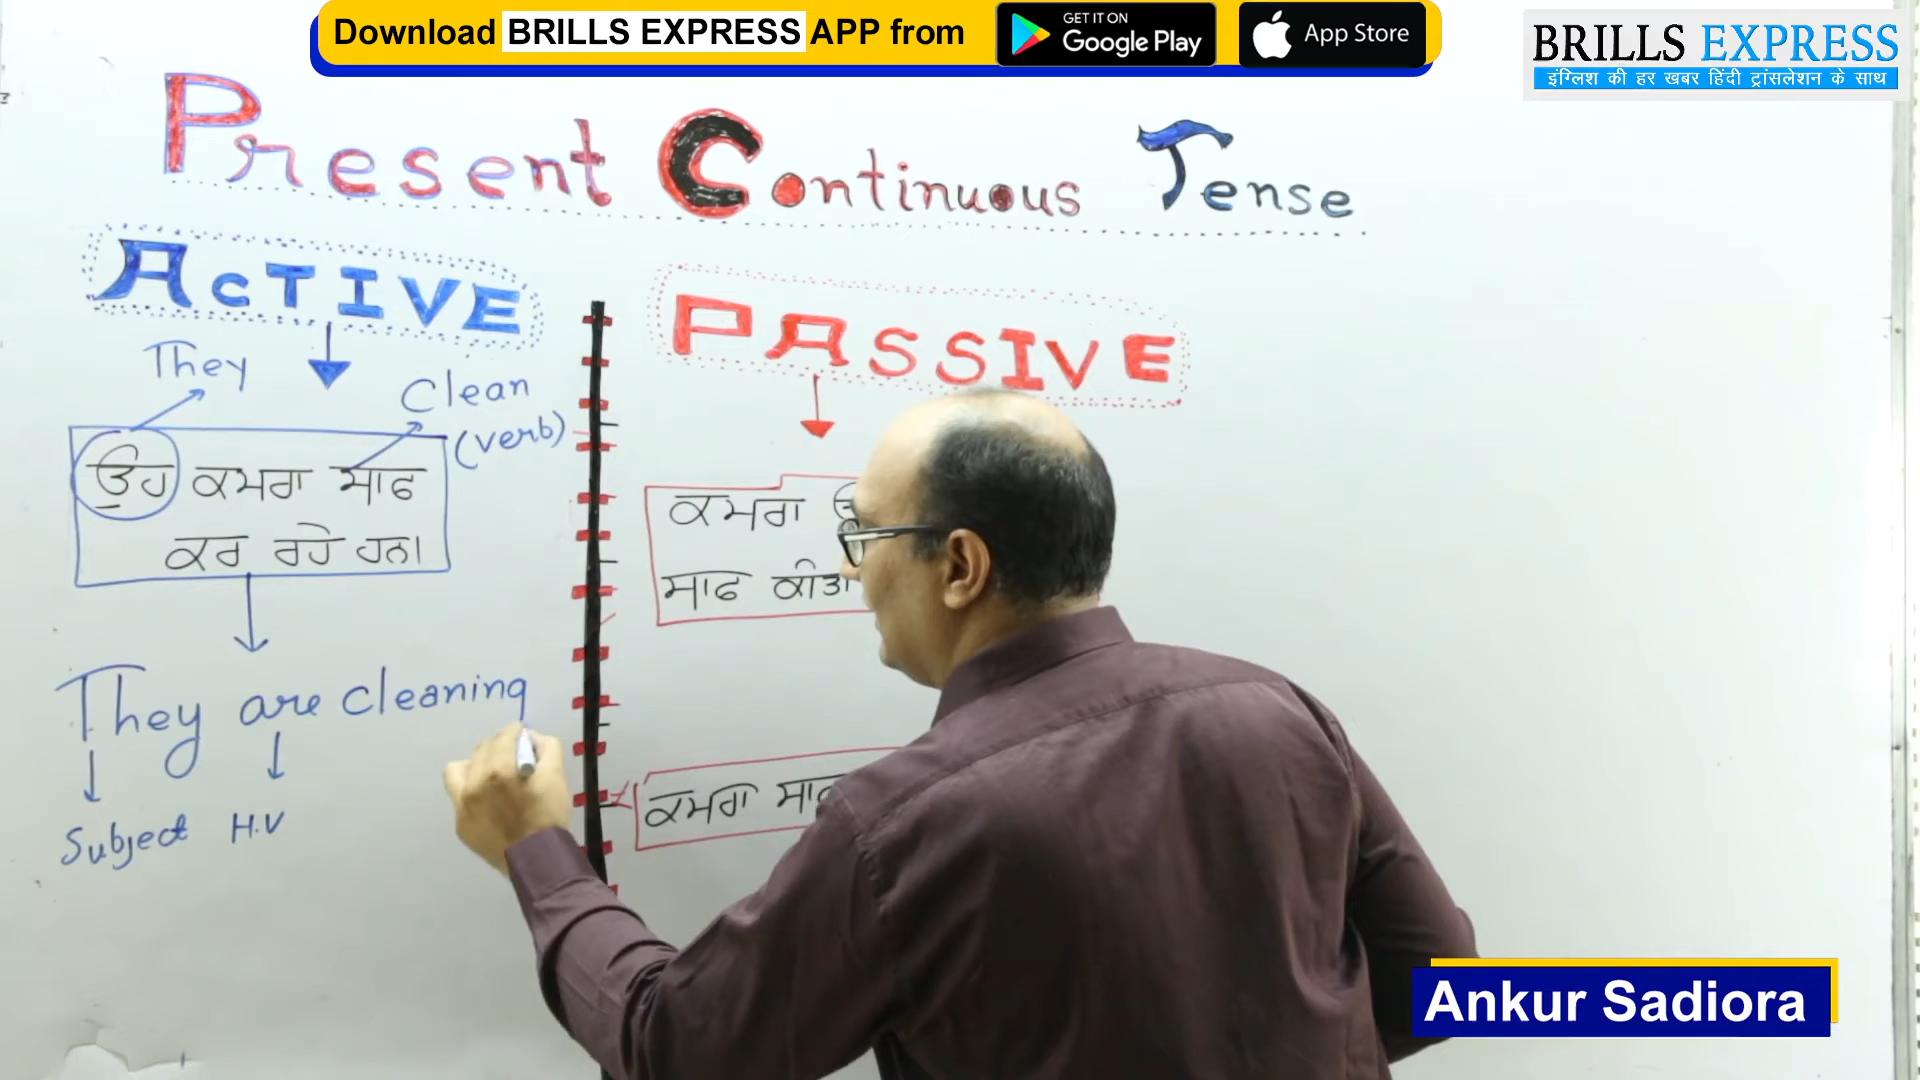 Download BRILLS EXPRESS APP from
GET IT ON
Google Play
App Store
BRILLS EXPRESS
इंग्लिश की हर खबर हिंदी ट्रांसलेशन के साथ
Present Continuous Tense
ACTIVE
They
Clean
(verb)
ਉਹ ਕਮਰਾ ਸਾਫ
ਕਰ ਰਹੇ ਹਨ।
They are cleaning
Subject H.V
PASSIVE
ਕਮਰਾ
ਸਾਫ ਕੀਤਾ
ਕਮਰਾ ਸਾਫ
Ankur Sadiora